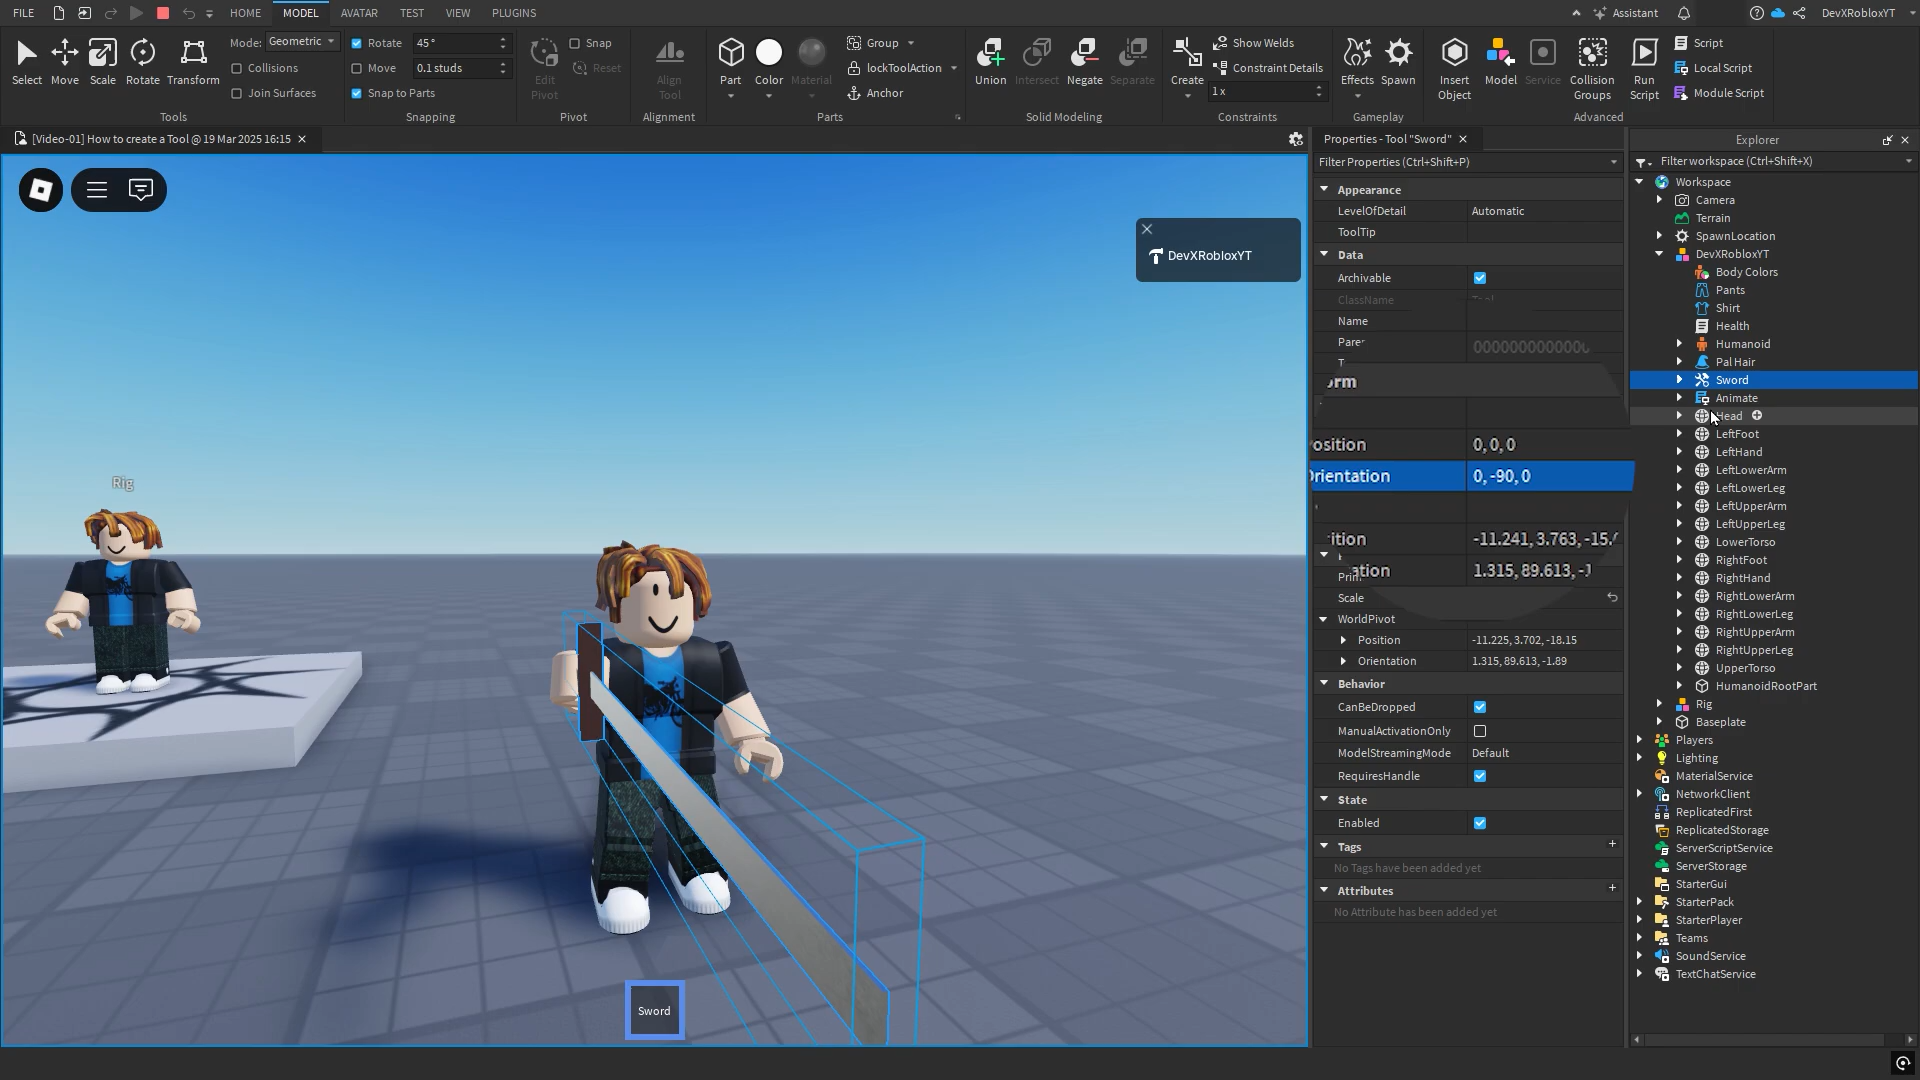 FILE
HOME
MODEL
AVATAR
TEST
VIEW
PLUGINS
Assistant
DevXRobloxYT
Select
Move
Scale
Rotate
Transform
Mode:
Geometric
Collisions
Join Surfaces
Tools
Rotate
45°
Move
0.1 studs
Snap to Parts
Snapping
Edit
Pivot
Snap
Reset
Pivot
Align
Tool
Alignment
Part
Color
Material
Group
lockToolAction
Anchor
Parts
Union
Intersect
Negate
Separate
Solid Modeling
Create
Show Welds
Constraint Details
1 x
Constraints
Effects
Spawn
Gameplay
Insert
Object
Model
Service
Collision
Groups
Run
Script
Script
Local Script
Module Script
Advanced
[Video-01] How to create a Tool @ 19 Mar 2025 16:15
DevXRobloxYT
Rig
Sword
Properties - Tool "Sword"
Filter Properties (Ctrl+Shift+P)
Appearance
LevelOfDetail
Automatic
ToolTip
Data
Archivable
ClassName
Name
Position
0, 0, 0
Orientation
0, -90, 0
Scale
WorldPivot
Position
-11.225, 3.702, -18.15
Orientation
1.315, 89.613, -1.89
Behavior
CanBeDropped
ManualActivationOnly
ModelStreamingMode
Default
RequiresHandle
State
Enabled
Tags
No Tags have been added yet
Attributes
No Attribute has been added yet
Explorer
Filter workspace (Ctrl+Shift+X)
Workspace
Camera
Terrain
SpawnLocation
DevXRobloxYT
Body Colors
Pants
Shirt
Health
Humanoid
Pal Hair
Sword
Animate
Head
LeftFoot
LeftHand
LeftLowerArm
LeftLowerLeg
LeftUpperArm
LeftUpperLeg
LowerTorso
RightFoot
RightHand
RightLowerArm
RightLowerLeg
RightUpperArm
RightUpperLeg
UpperTorso
HumanoidRootPart
Rig
Baseplate
Players
Lighting
MaterialService
NetworkClient
ReplicatedFirst
ReplicatedStorage
ServerScriptService
ServerStorage
StarterGui
StarterPack
StarterPlayer
Teams
SoundService
TextChatService